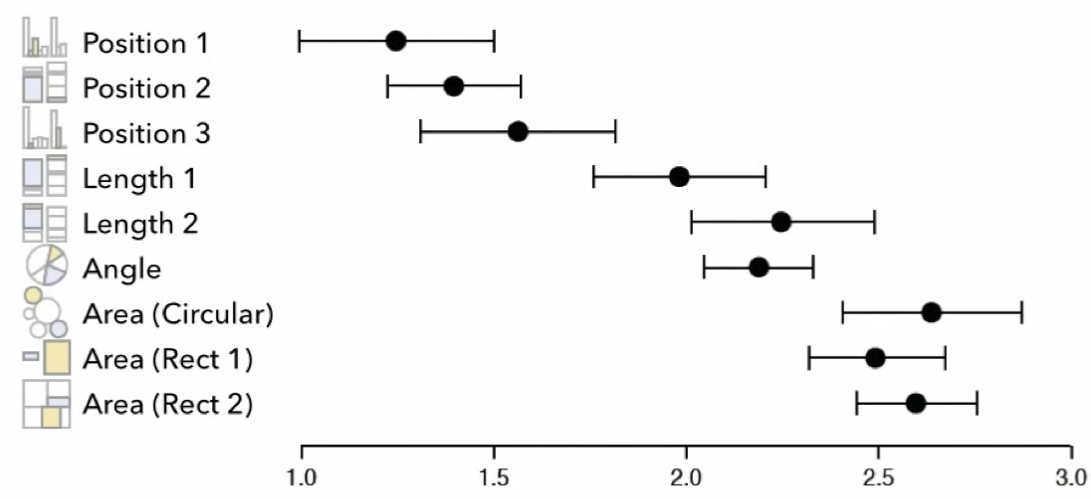 Position 1
Position 2
Position 3
Length 1
Length 2
Angle
Area (Circular)
Area (Rect 1)
Area (Rect 2)
1.0 1.5 2.0 2.5 3.0